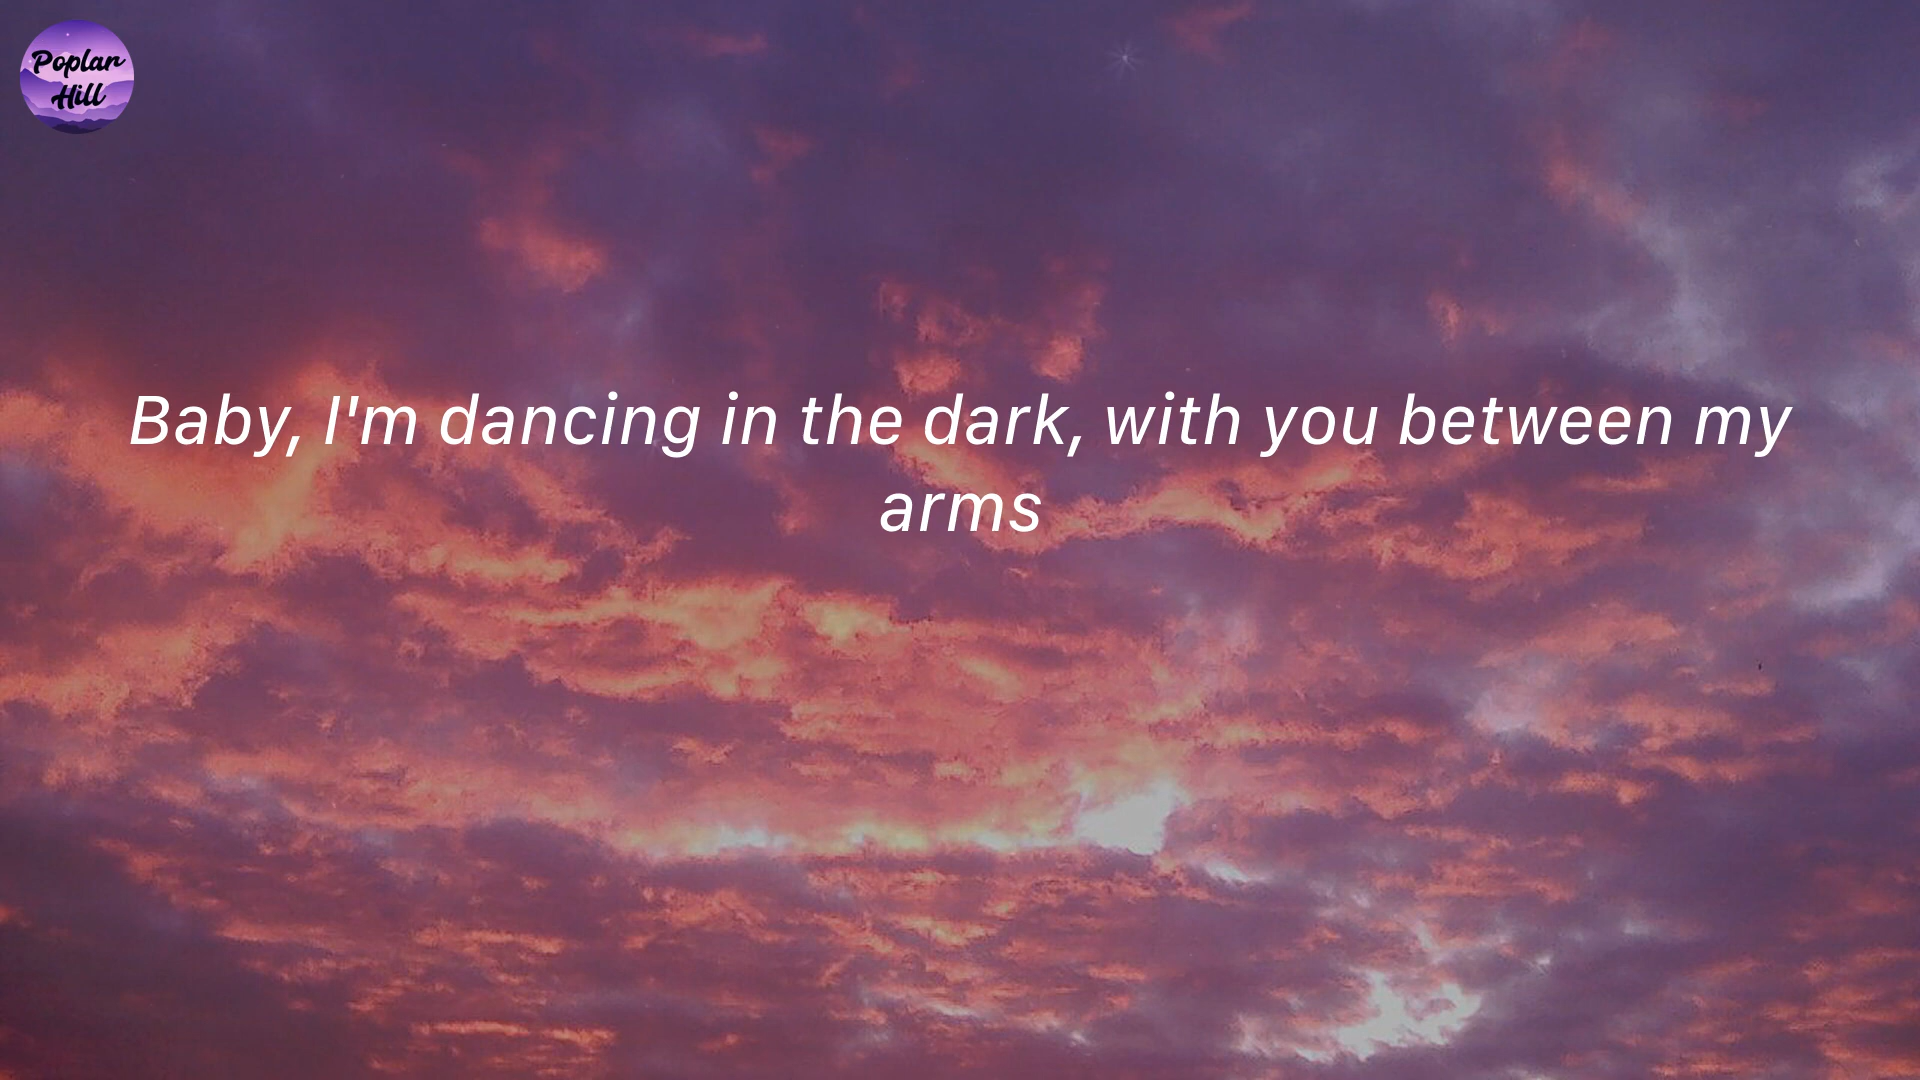 Poplar
Hill
Baby, I'm dancing in the dark, with you between my
arms